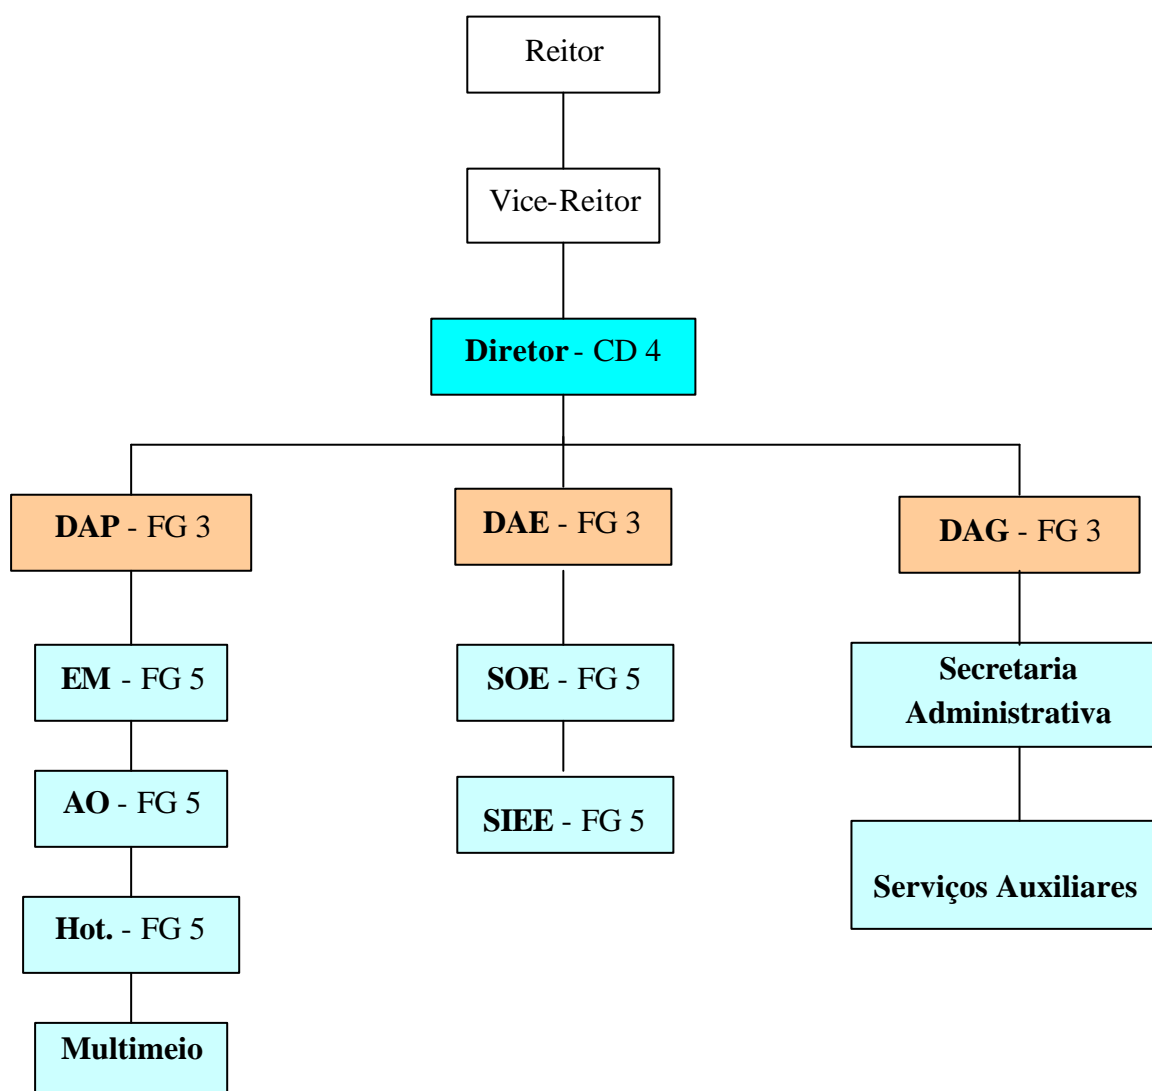 Reitor
Vice-Reitor
Diretor - CD 4
DAP - FG 3
DAE - FG 3
DAG - FG 3
EM - FG 5
SOE - FG 5
Secretaria
Administrativa
AO - FG 5
SIEE - FG 5
Serviços Auxiliares
Hot. - FG 5
Multimeio